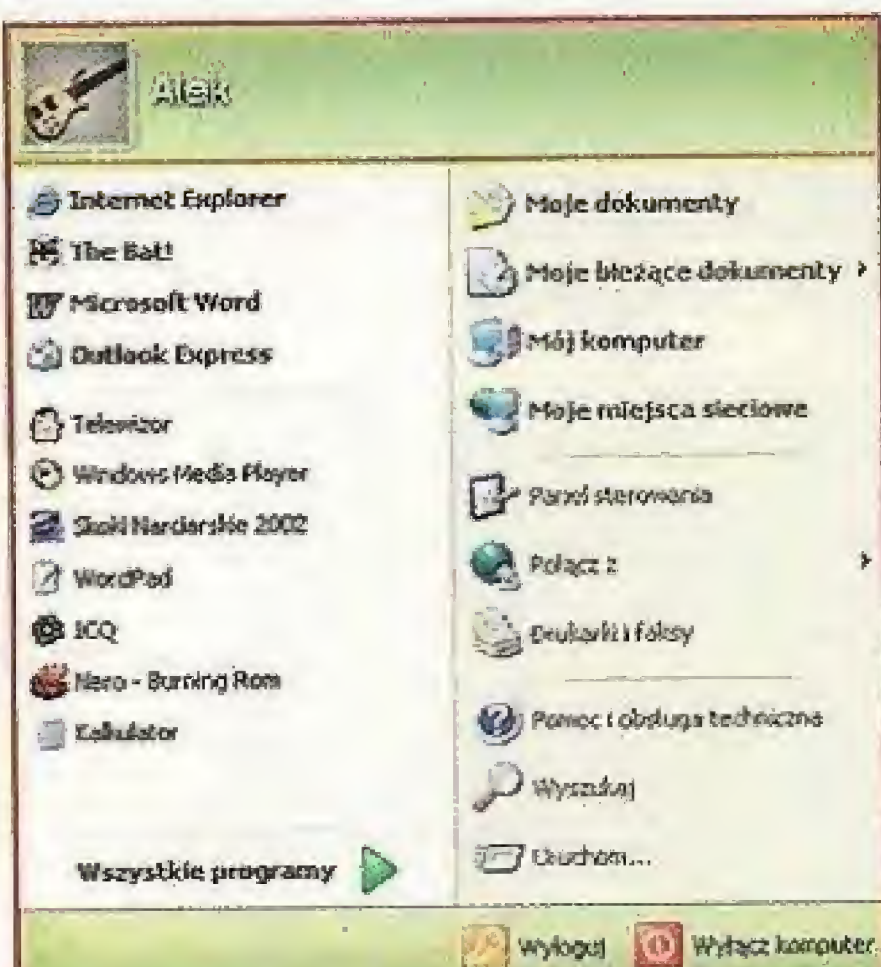 Alek
Internet Explorer
The Bat!
Microsoft Word
Outlook Express
Telewizor
Windows Media Player
Skoki Narciarskie 2002
WordPad
ICQ
Nero - Burning Rom
Kalkulator
Wszystkie programy
Moje dokumenty
Moje bieżące dokumenty
Mój komputer
Moje miejsca sieciowe
Panel sterowania
Połącz z
Drukarki i faksy
Pomoc i obsługa techniczna
Wyszukaj
Uruchom...
Wyloguj
Wyłącz komputer